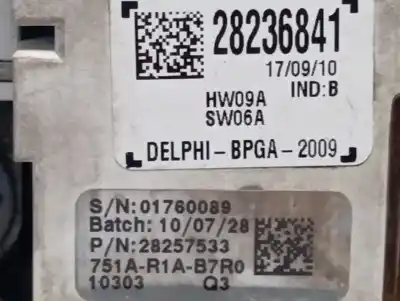 28236841
17/09/10
IND:B
HW09A
SW06A
DELPHI-BPGA-2009
S/N:01760089
Batch: 10/07/28
P/N:28257533
751A-R1A-B7R0
10303 Q3